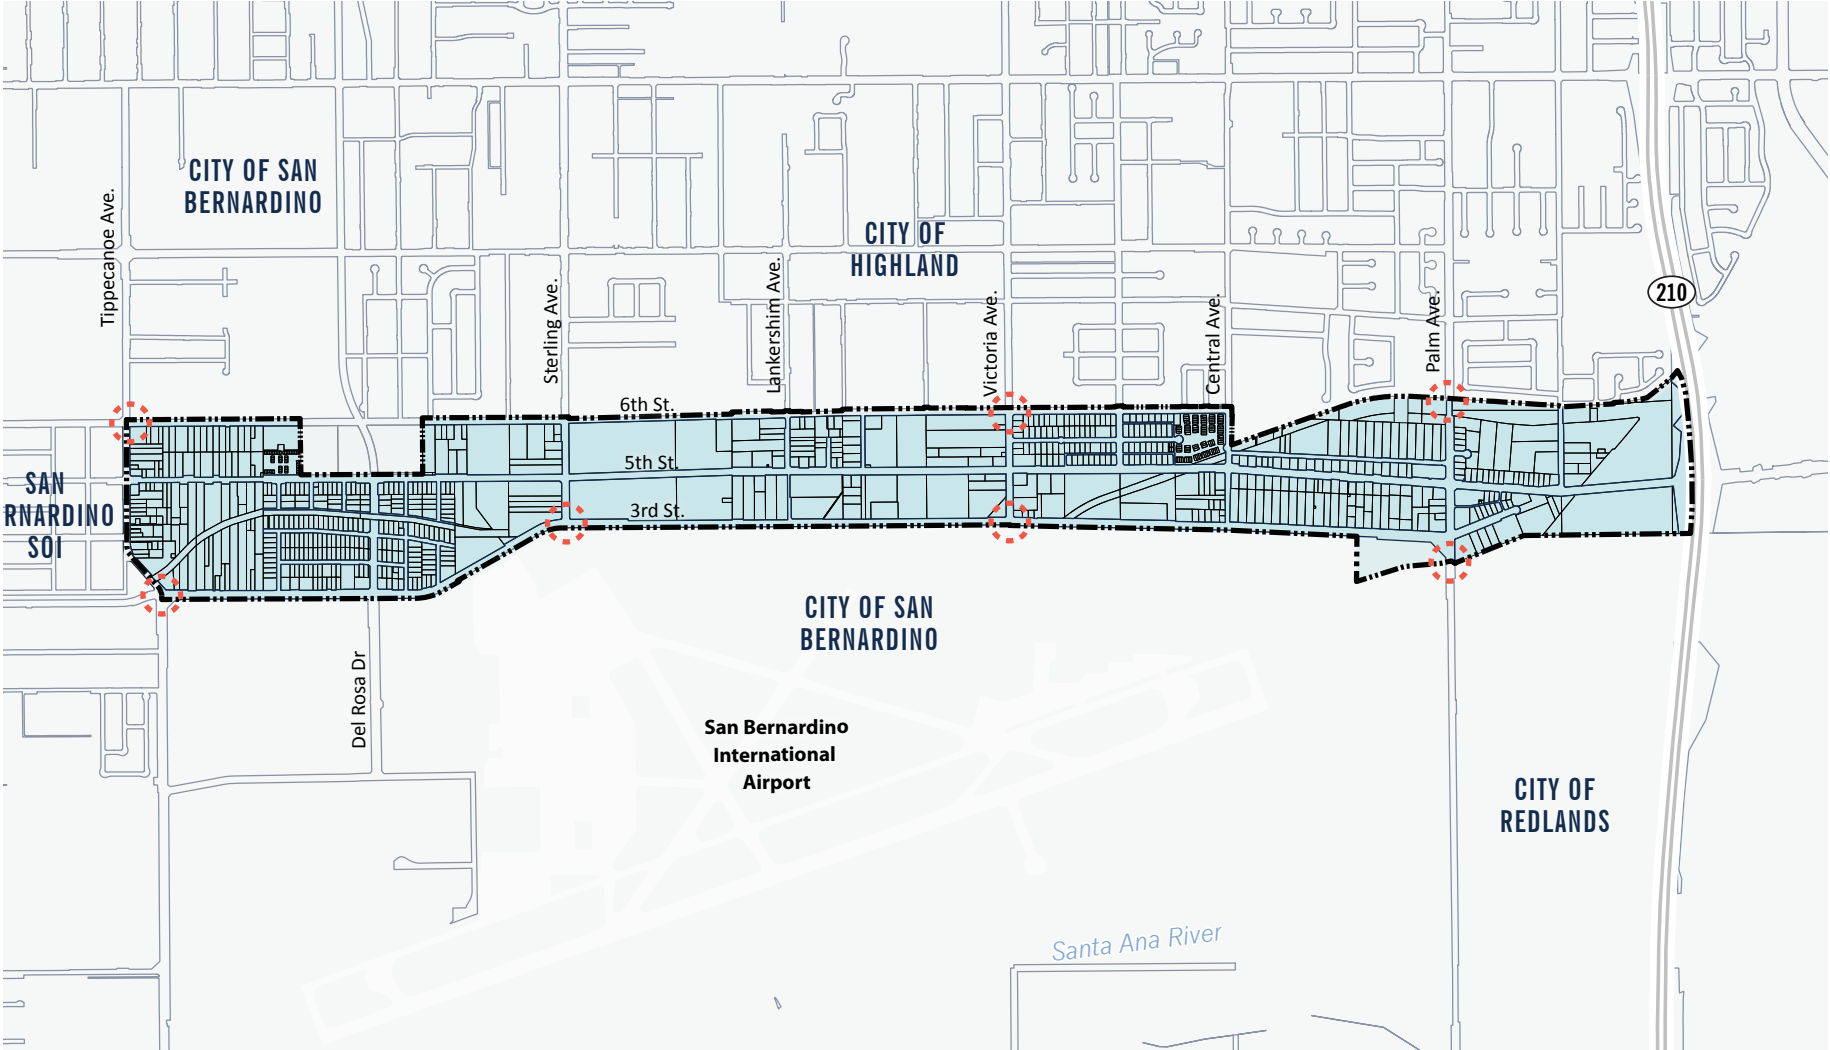 CITY OF SAN
BERNARDINO
Tippecanoe Ave.
CITY OF
HIGHLAND
Sterling Ave.
Lankershim Ave.
Victoria Ave.
Central Ave.
Palm Ave.
210
6th St.
5th St.
3rd St.
SAN
RNARDINO
SOI
CITY OF SAN
BERNARDINO
Del Rosa Dr
San Bernardino
International
Airport
CITY OF
REDLANDS
Santa Ana River